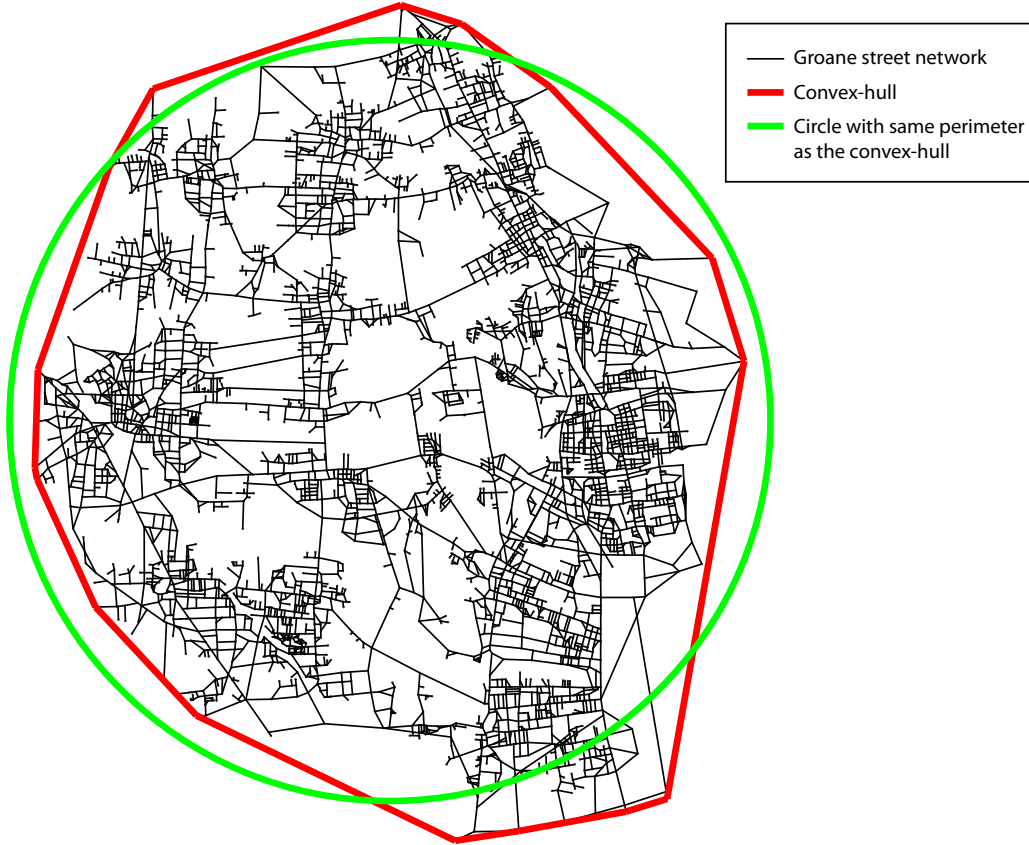 Groane street network
Convex-hull
Circle with same perimeter
as the convex-hull